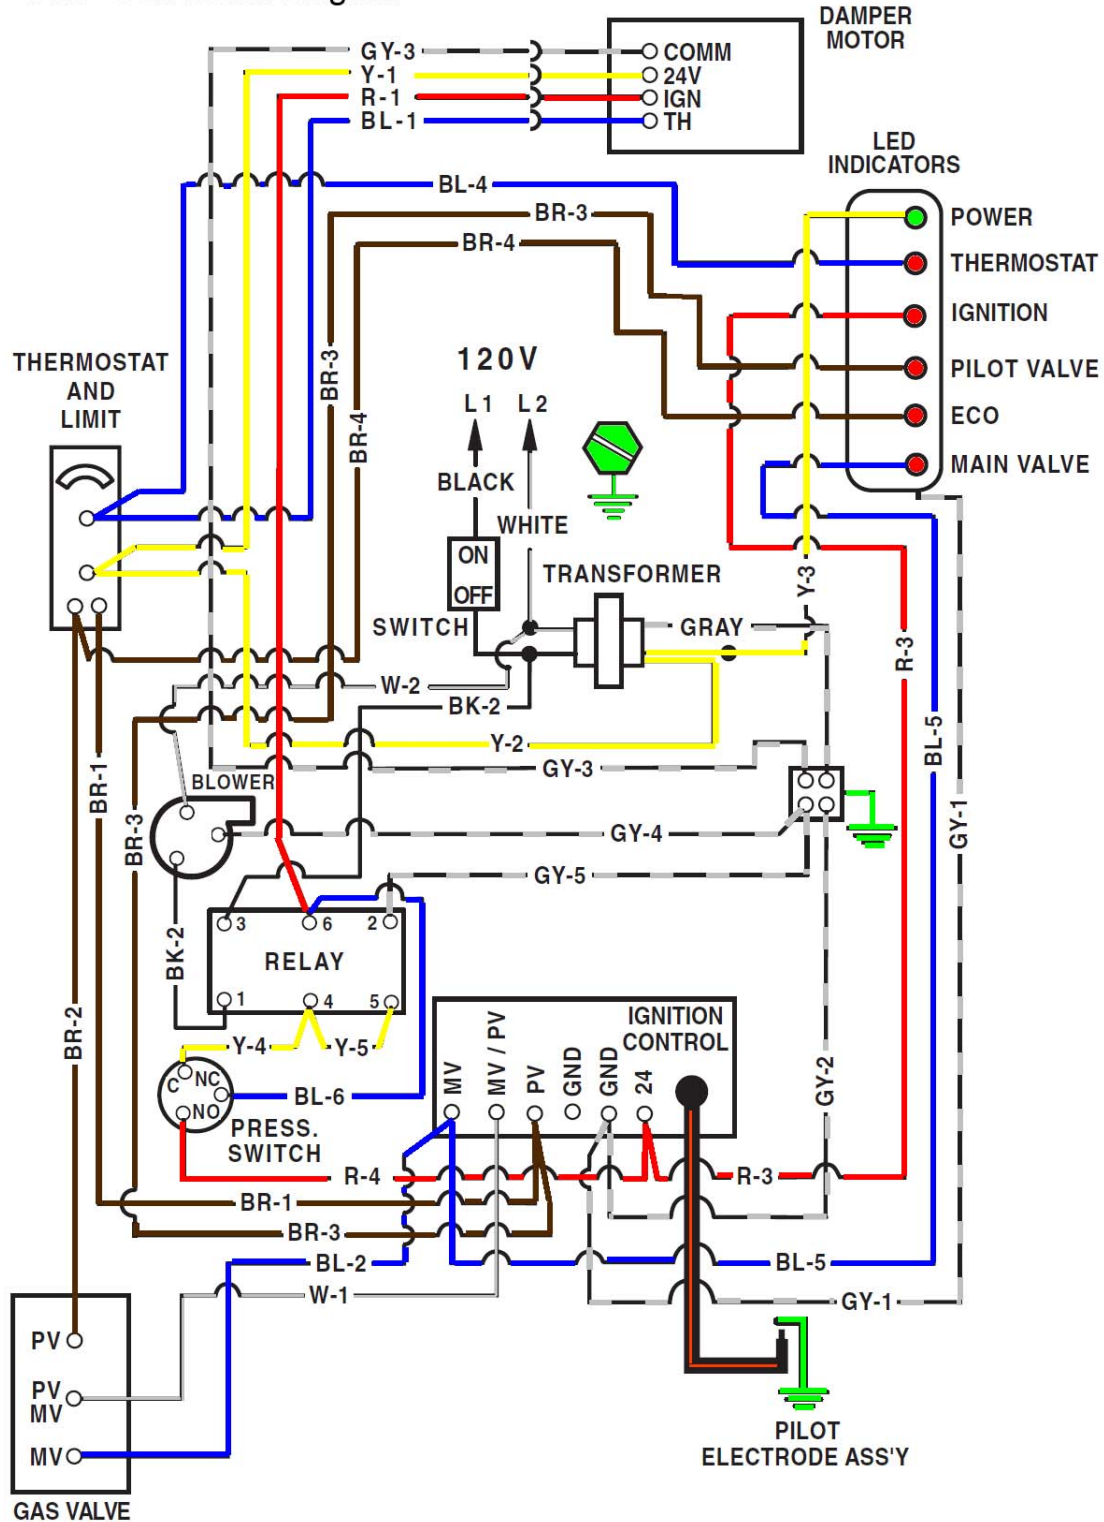 DAMPER
MOTOR
GY-3
COMM
Y-1
24V
R-1
IGN
BL-1
TH
LED
INDICATORS
BL-4
BR-3
POWER
BR-4
THERMOSTAT
IGNITION
120V
THERMOSTAT
AND
LIMIT
BR-3
PILOT VALVE
L1 L2
BR-4
ECO
BLACK
MAIN VALVE
WHITE
ON
OFF
TRANSFORMER
Y-3
SWITCH
GRAY
R-3
W-2
BK-2
Y-2
BL-5
GY-3
BLOWER
BR-1
BR-3
GY-4
GY-1
GY-5
3 6 2
BK-2
RELAY
1 4 5
BR-2
IGNITION
CONTROL
Y-4 Y-5
MV
MV / PV
PV
GND
GND
24
GY-2
C NC
NO
BL-6
PRESS.
SWITCH
R-4
R-3
BR-1
BR-3
BL-2
BL-5
W-1
GY-1
PV
PV
MV
MV
GAS VALVE
PILOT
ELECTRODE ASS'Y